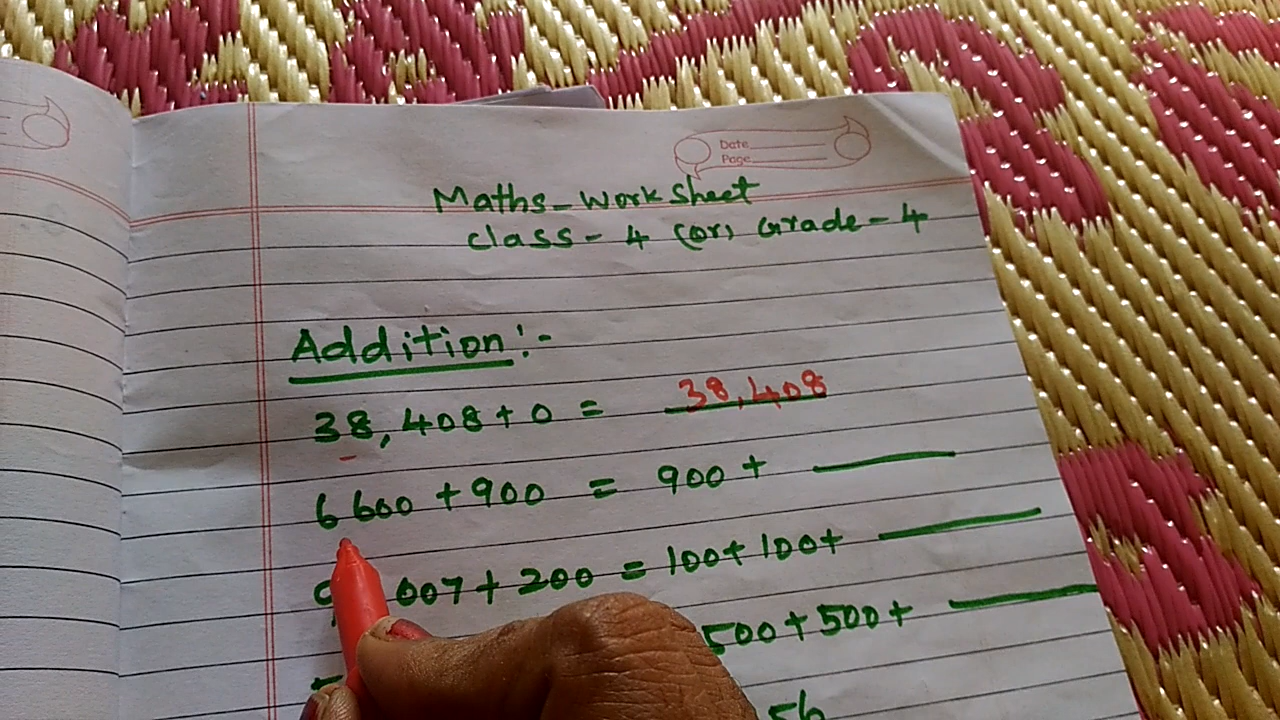 Date
Page
Maths - Work Sheet
Class - 4 (or) Grade - 4
Addition :-
38,408 + 0 = 38,408
6600 + 900 = 900 +
007 + 200 = 100 + 100 +
500 + 500 +
56